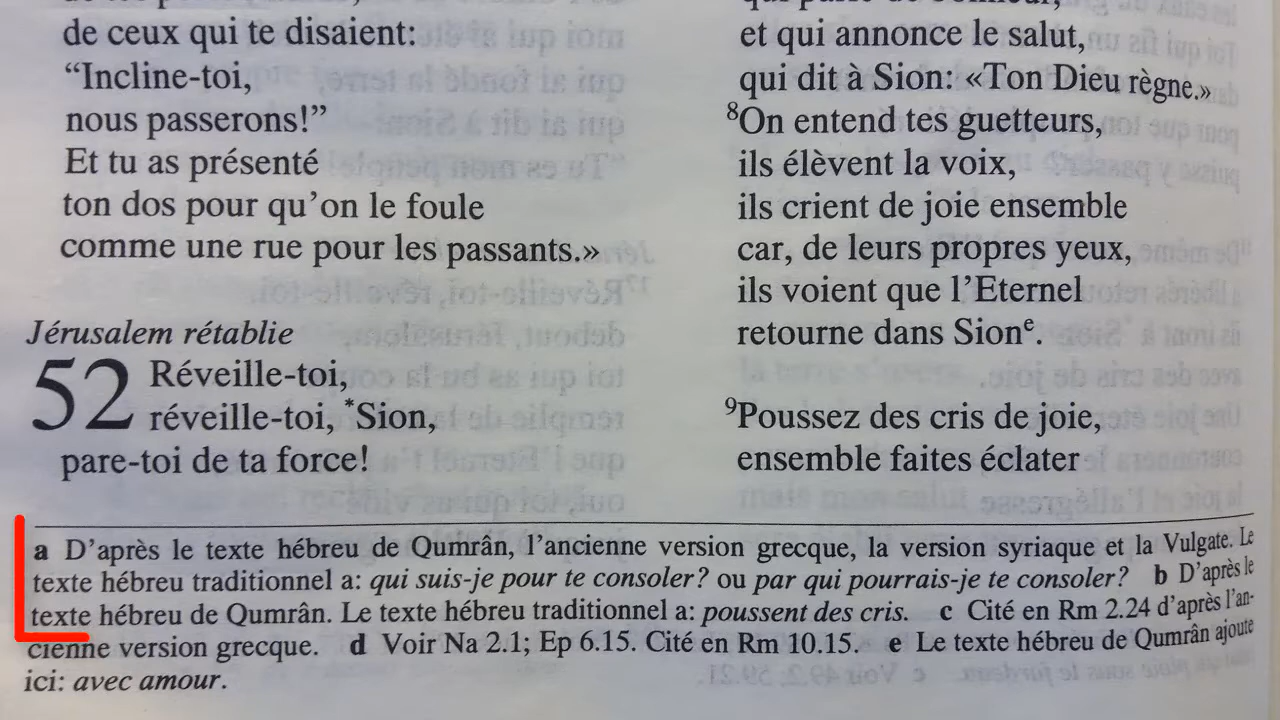 de ceux qui te disaient:
“Incline-toi,
nous passerons!”
Et tu as présenté
ton dos pour qu’on le foule
comme une rue pour les passants.»
Jérusalem rétablie
52 Réveille-toi,
réveille-toi, *Sion,
pare-toi de ta force!
et qui annonce le salut,
qui dit à Sion: «Ton Dieu règne.»
8On entend tes guetteurs,
ils élèvent la voix,
ils crient de joie ensemble
car, de leurs propres yeux,
ils voient que l’Eternel
retourne dans Sione.
9Poussez des cris de joie,
ensemble faites éclater
a D’après le texte hébreu de Qumrân, l’ancienne version grecque, la version syriaque et la Vulgate. Le
texte hébreu traditionnel a: qui suis-je pour te consoler? ou par qui pourrais-je te consoler? b D’après le
texte hébreu de Qumrân. Le texte hébreu traditionnel a: poussent des cris. c Cité en Rm 2.24 d’après l’an-
cienne version grecque. d Voir Na 2.1; Ep 6.15. Cité en Rm 10.15. e Le texte hébreu de Qumrân ajoute
ici: avec amour.